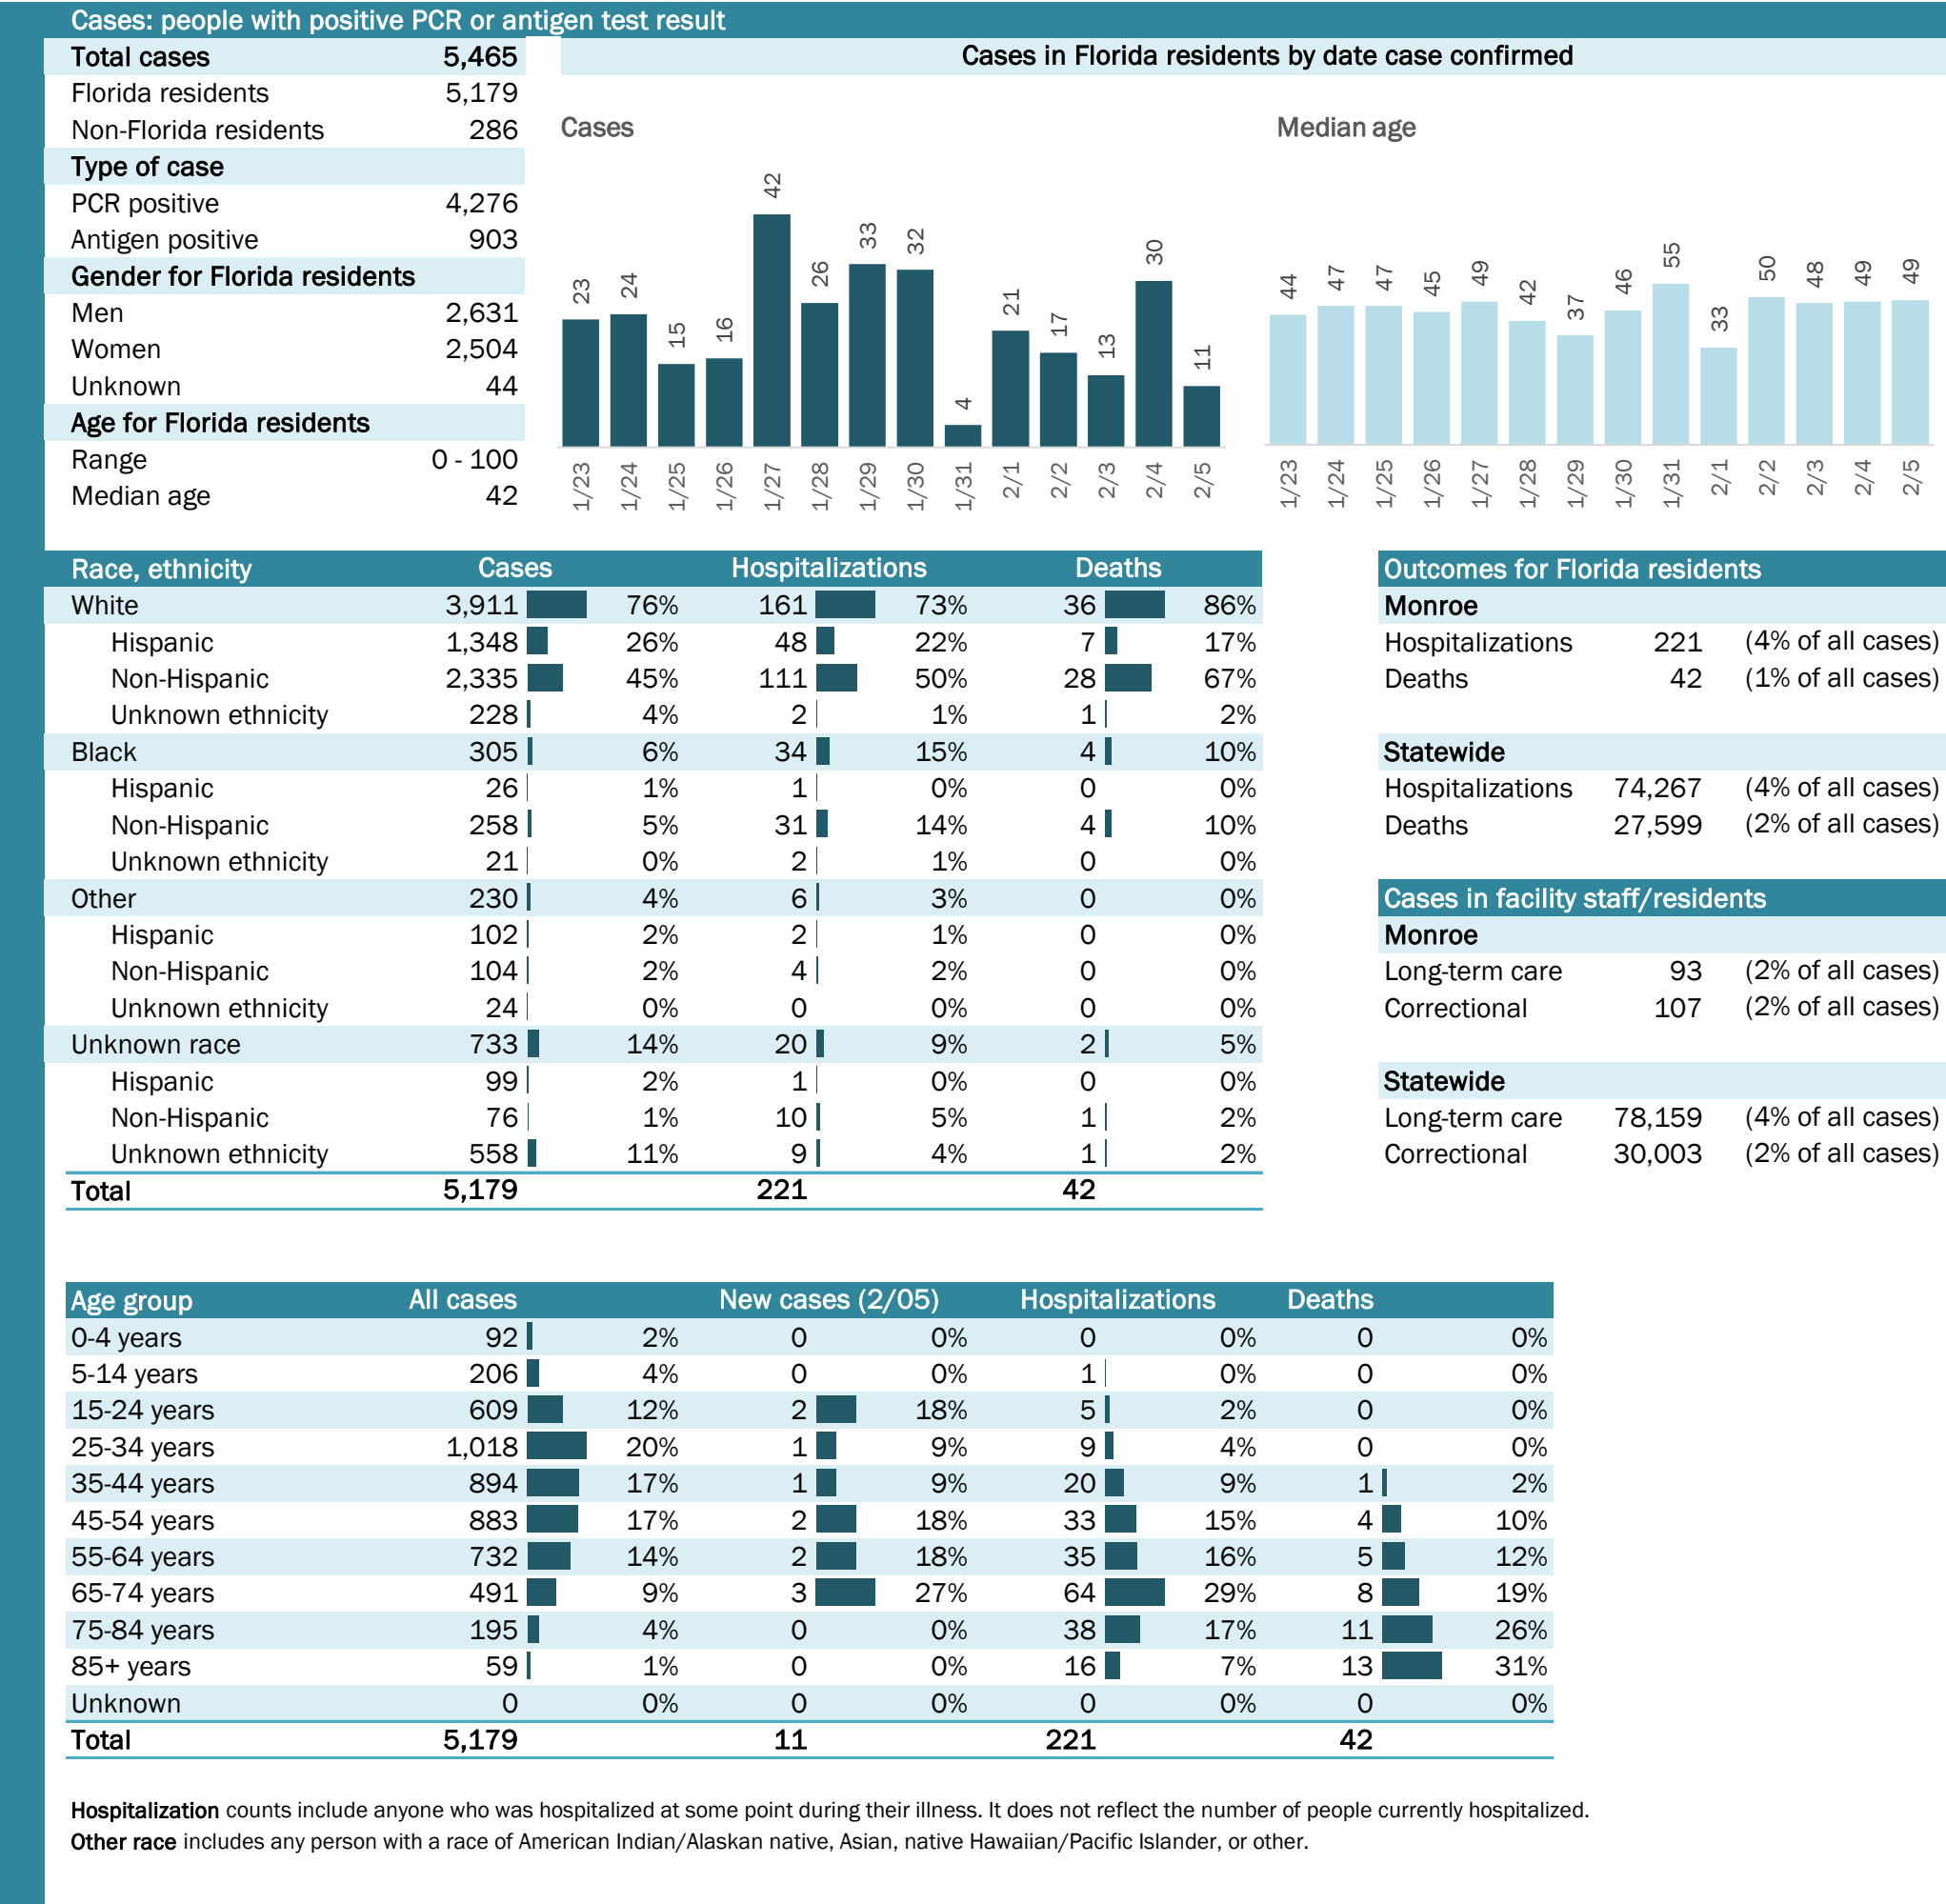 Cases: people with positive PCR or antigen test result
Total cases 5,465
Florida residents 5,179
Non-Florida residents 286
Type of case
PCR positive 4,276
Antigen positive 903
Gender for Florida residents
Men 2,631
Women 2,504
Unknown 44
Age for Florida residents
Range 0 - 100
Median age 42
Cases in Florida residents by date case confirmed
Cases
23 24 15 16 42 26 33 32 4 21 17 13 30 11
1/23 1/24 1/25 1/26 1/27 1/28 1/29 1/30 1/31 2/1 2/2 2/3 2/4 2/5
Median age
44 47 47 45 49 42 37 46 55 33 50 48 49 49
1/23 1/24 1/25 1/26 1/27 1/28 1/29 1/30 1/31 2/1 2/2 2/3 2/4 2/5
Race, ethnicity Cases Hospitalizations Deaths
White 3,911 76% 161 73% 36 86%
Hispanic 1,348 26% 48 22% 7 17%
Non-Hispanic 2,335 45% 111 50% 28 67%
Unknown ethnicity 228 4% 2 1% 1 2%
Black 305 6% 34 15% 4 10%
Hispanic 26 1% 1 0% 0 0%
Non-Hispanic 258 5% 31 14% 4 10%
Unknown ethnicity 21 0% 2 1% 0 0%
Other 230 4% 6 3% 0 0%
Hispanic 102 2% 2 1% 0 0%
Non-Hispanic 104 2% 4 2% 0 0%
Unknown ethnicity 24 0% 0 0% 0 0%
Unknown race 733 14% 20 9% 2 5%
Hispanic 99 2% 1 0% 0 0%
Non-Hispanic 76 1% 10 5% 1 2%
Unknown ethnicity 558 11% 9 4% 1 2%
Total 5,179 221 42
Outcomes for Florida residents
Monroe
Hospitalizations 221 (4% of all cases)
Deaths 42 (1% of all cases)
Statewide
Hospitalizations 74,267 (4% of all cases)
Deaths 27,599 (2% of all cases)
Cases in facility staff/residents
Monroe
Long-term care 93 (2% of all cases)
Correctional 107 (2% of all cases)
Statewide
Long-term care 78,159 (4% of all cases)
Correctional 30,003 (2% of all cases)
Age group All cases New cases (2/05) Hospitalizations Deaths
0-4 years 92 2% 0 0% 0 0% 0 0%
5-14 years 206 4% 0 0% 1 0% 0 0%
15-24 years 609 12% 2 18% 5 2% 0 0%
25-34 years 1,018 20% 1 9% 9 4% 0 0%
35-44 years 894 17% 1 9% 20 9% 1 2%
45-54 years 883 17% 2 18% 33 15% 4 10%
55-64 years 732 14% 2 18% 35 16% 5 12%
65-74 years 491 9% 3 27% 64 29% 8 19%
75-84 years 195 4% 0 0% 38 17% 11 26%
85+ years 59 1% 0 0% 16 7% 13 31%
Unknown 0 0% 0 0% 0 0% 0 0%
Total 5,179 11 221 42
Hospitalization counts include anyone who was hospitalized at some point during their illness. It does not reflect the number of people currently hospitalized.
Other race includes any person with a race of American Indian/Alaskan native, Asian, native Hawaiian/Pacific Islander, or other.